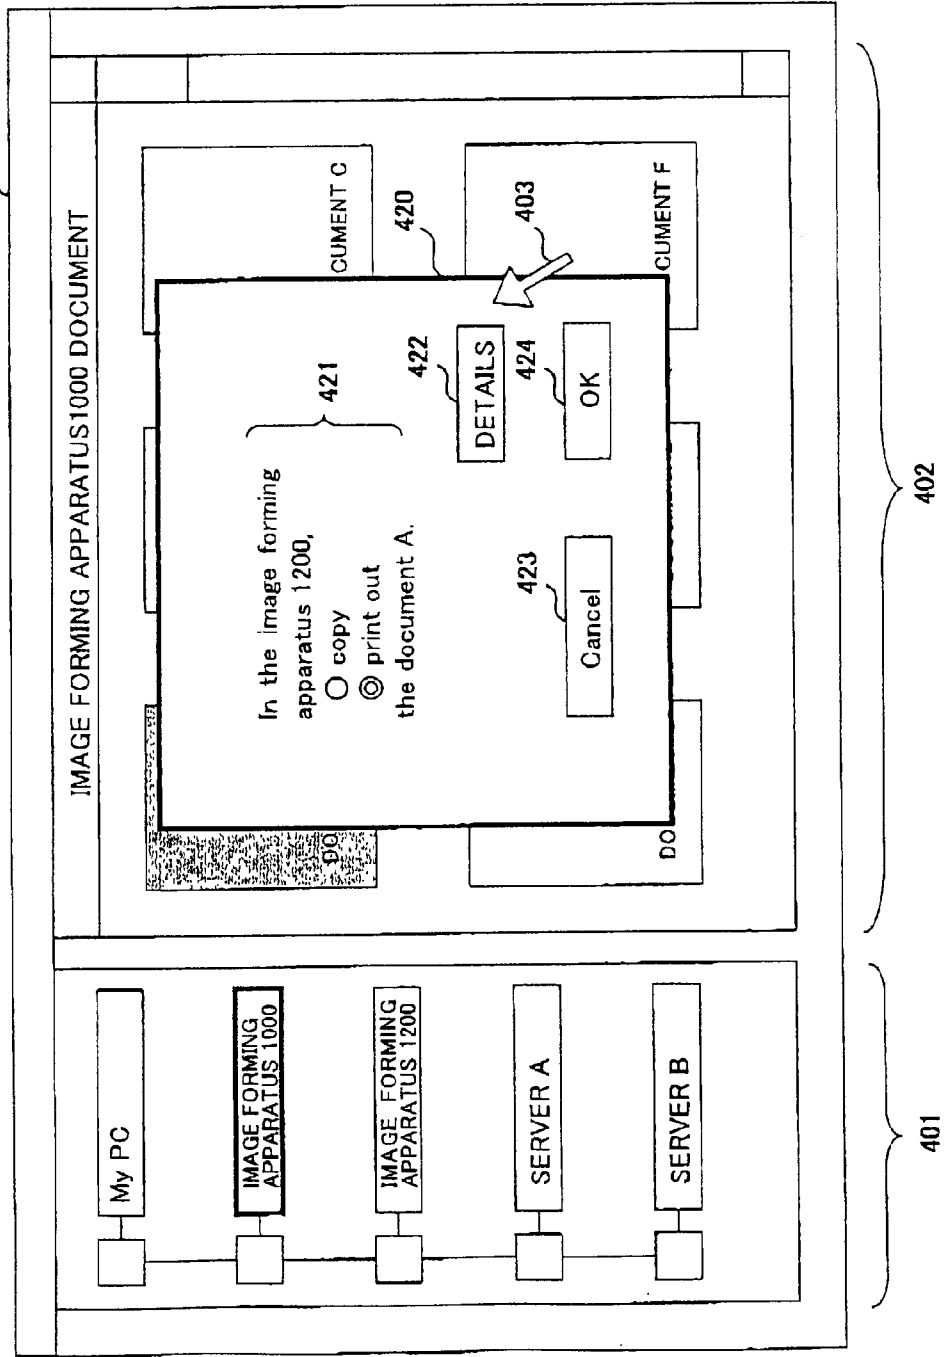 IMAGE FORMING APPARATUS1000 DOCUMENT
My PC
IMAGE FORMING
APPARATUS 1000
IMAGE FORMING
APPARATUS 1200
SERVER A
SERVER B
DO
CUMENT C
DO
CUMENT F
In the image forming
apparatus 1200,
copy
print out
the document A.
421
420
DETAILS
422
403
Cancel
423
OK
424
401
402